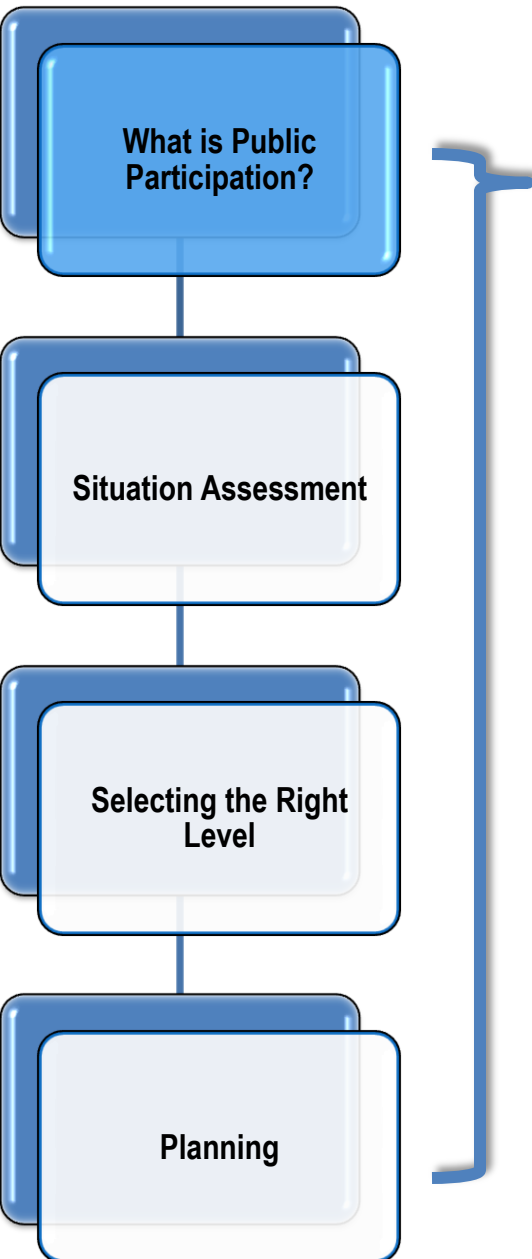 What is Public
Participation?
Situation Assessment
Selecting the Right
Level
Planning